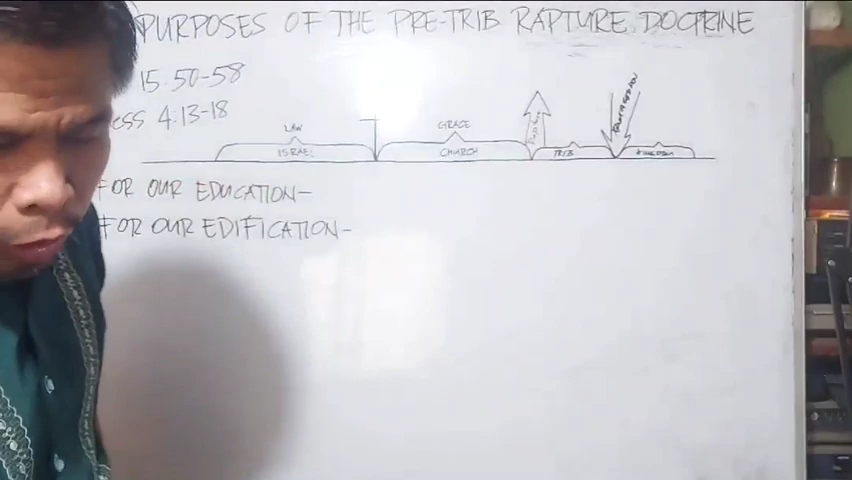 PURPOSES OF THE PRE-TRIB RAPTURE DOCTRINE
15:50-58
ess 4:13-18
LAW
ISRAEL
GRACE
CHURCH
TRIB
KINGDOM
FOR OUR EDUCATION-
FOR OUR EDIFICATION-